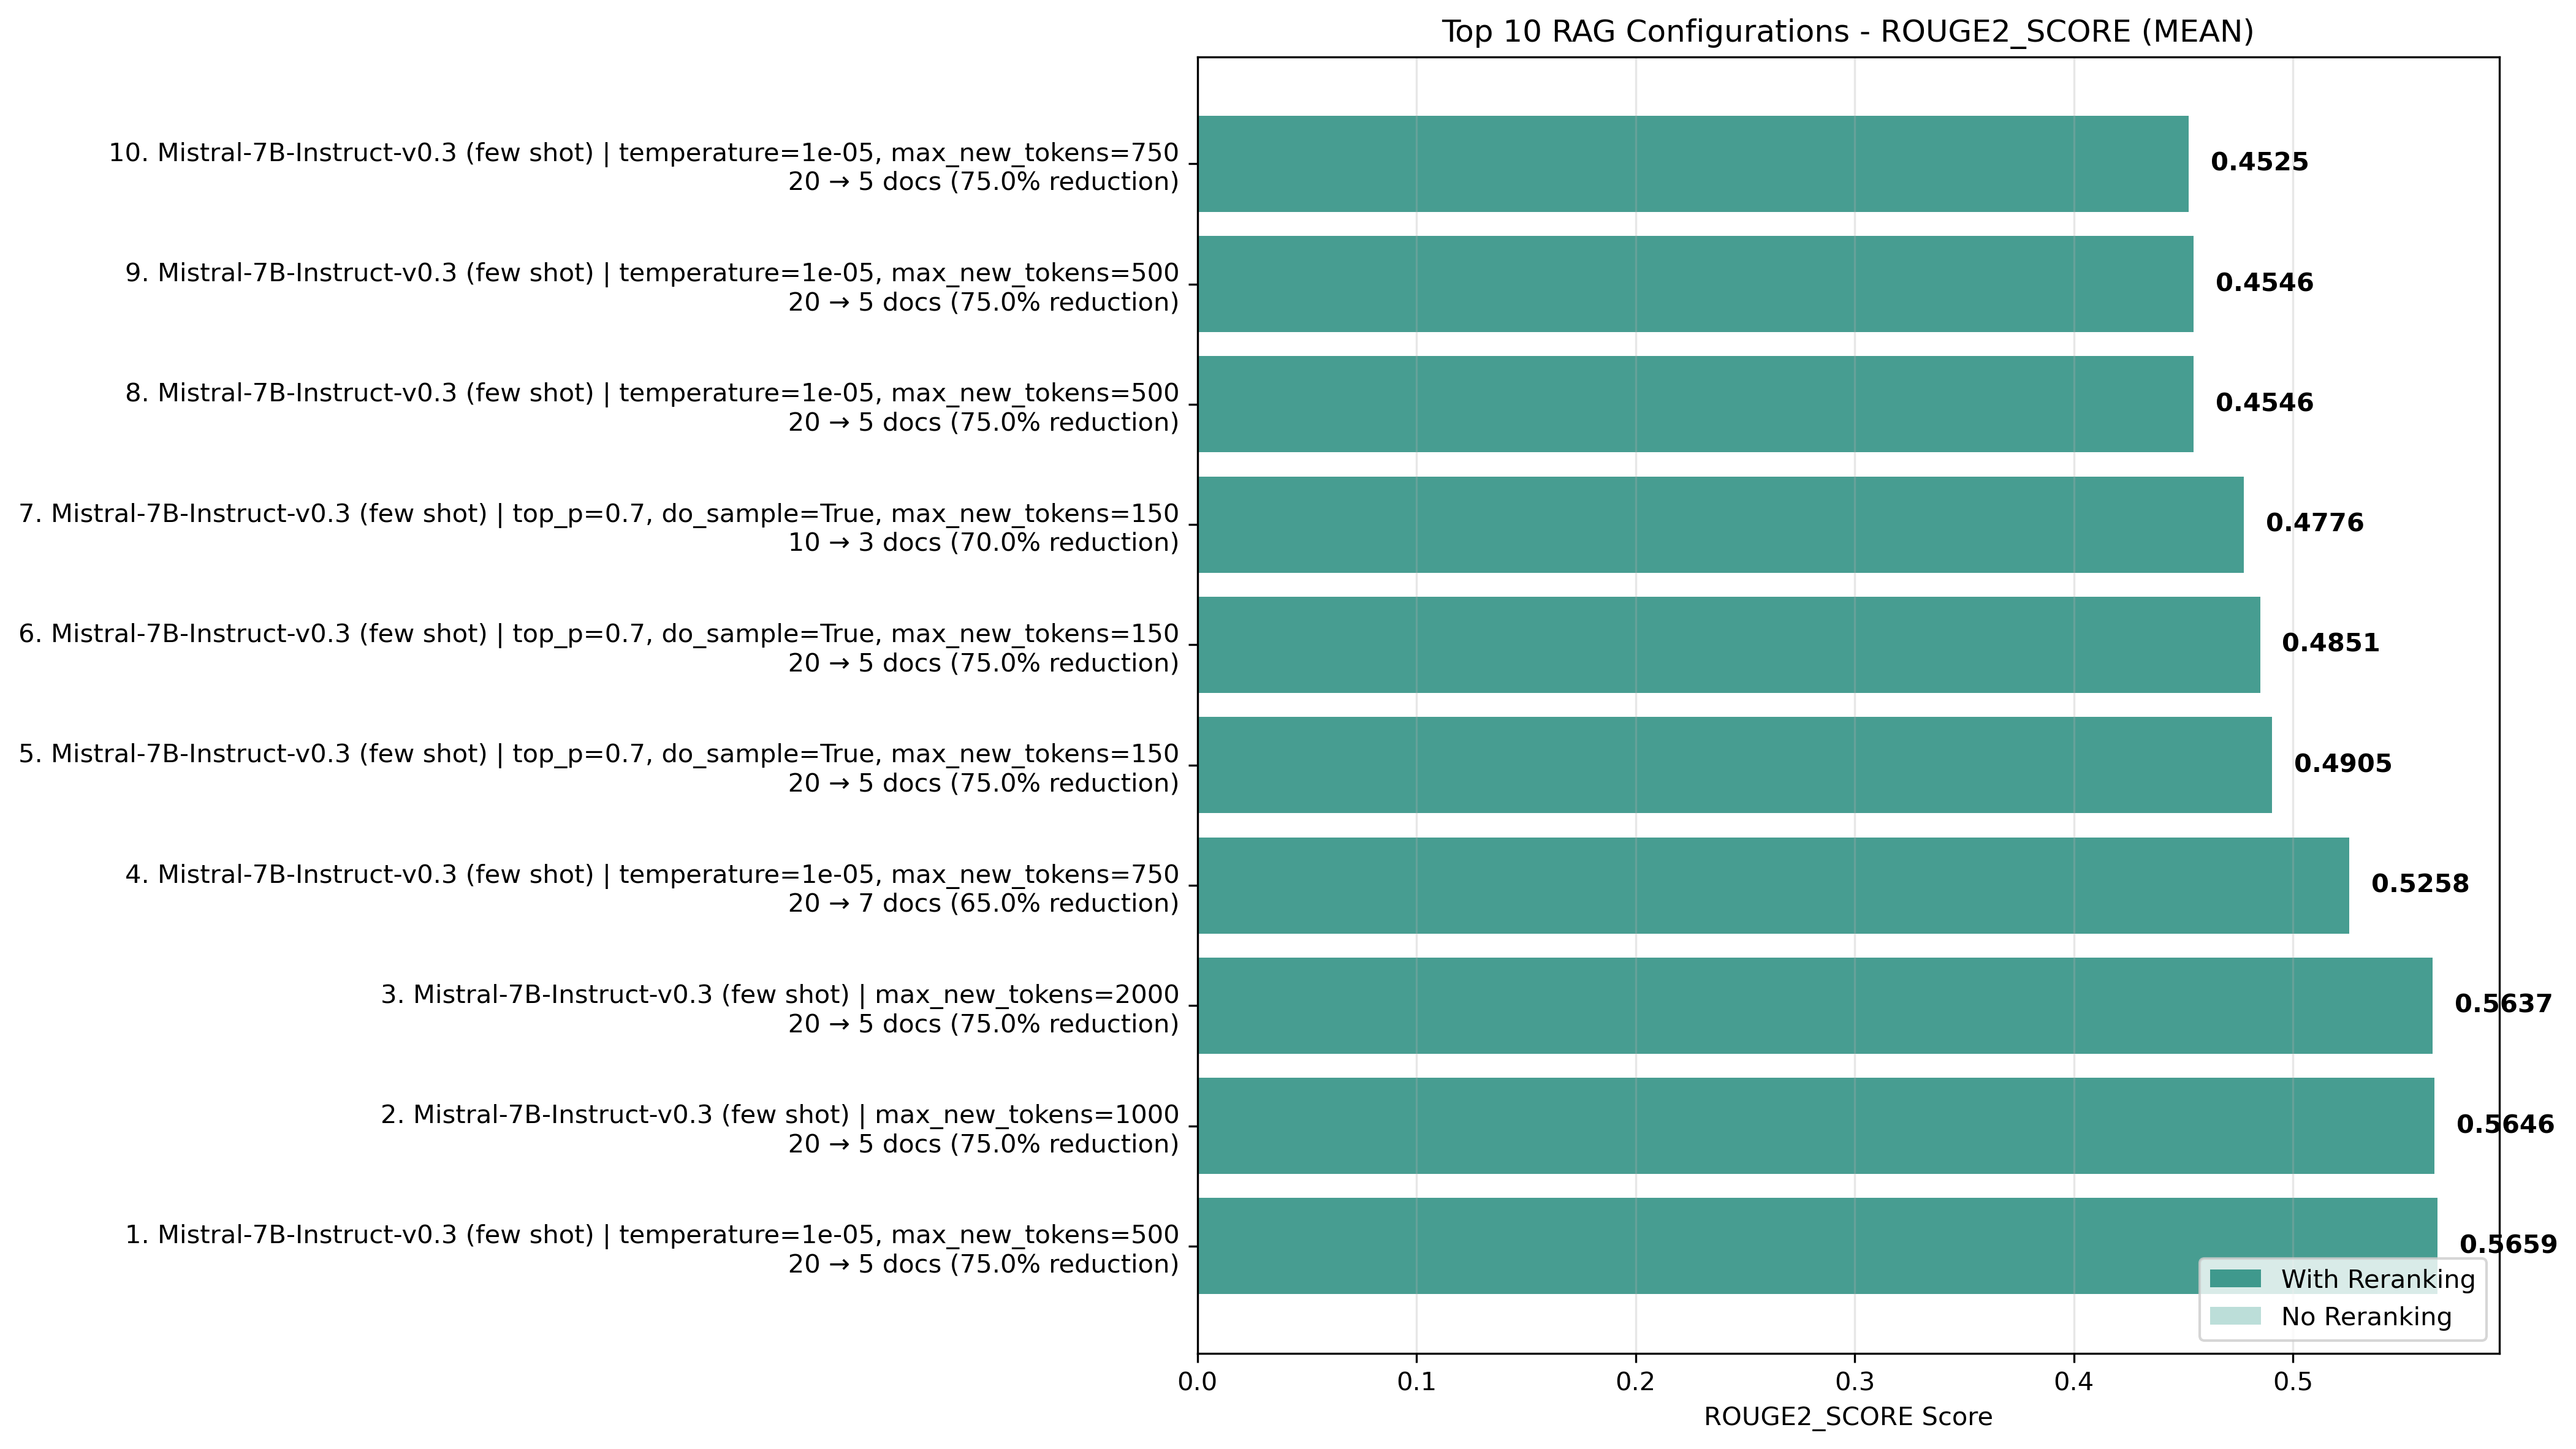 Top 10 RAG Configurations - ROUGE2_SCORE (MEAN)
10. Mistral-7B-Instruct-v0.3 (few shot) | temperature=1e-05, max_new_tokens=750
20 → 5 docs (75.0% reduction)
0.4525
9. Mistral-7B-Instruct-v0.3 (few shot) | temperature=1e-05, max_new_tokens=500
20 → 5 docs (75.0% reduction)
0.4546
8. Mistral-7B-Instruct-v0.3 (few shot) | temperature=1e-05, max_new_tokens=500
20 → 5 docs (75.0% reduction)
0.4546
7. Mistral-7B-Instruct-v0.3 (few shot) | top_p=0.7, do_sample=True, max_new_tokens=150
10 → 3 docs (70.0% reduction)
0.4776
6. Mistral-7B-Instruct-v0.3 (few shot) | top_p=0.7, do_sample=True, max_new_tokens=150
20 → 5 docs (75.0% reduction)
0.4851
5. Mistral-7B-Instruct-v0.3 (few shot) | top_p=0.7, do_sample=True, max_new_tokens=150
20 → 5 docs (75.0% reduction)
0.4905
4. Mistral-7B-Instruct-v0.3 (few shot) | temperature=1e-05, max_new_tokens=750
20 → 7 docs (65.0% reduction)
0.5258
3. Mistral-7B-Instruct-v0.3 (few shot) | max_new_tokens=2000
20 → 5 docs (75.0% reduction)
0.5637
2. Mistral-7B-Instruct-v0.3 (few shot) | max_new_tokens=1000
20 → 5 docs (75.0% reduction)
0.5646
1. Mistral-7B-Instruct-v0.3 (few shot) | temperature=1e-05, max_new_tokens=500
20 → 5 docs (75.0% reduction)
0.5659
With Reranking
No Reranking
0.0 0.1 0.2 0.3 0.4 0.5
ROUGE2_SCORE Score